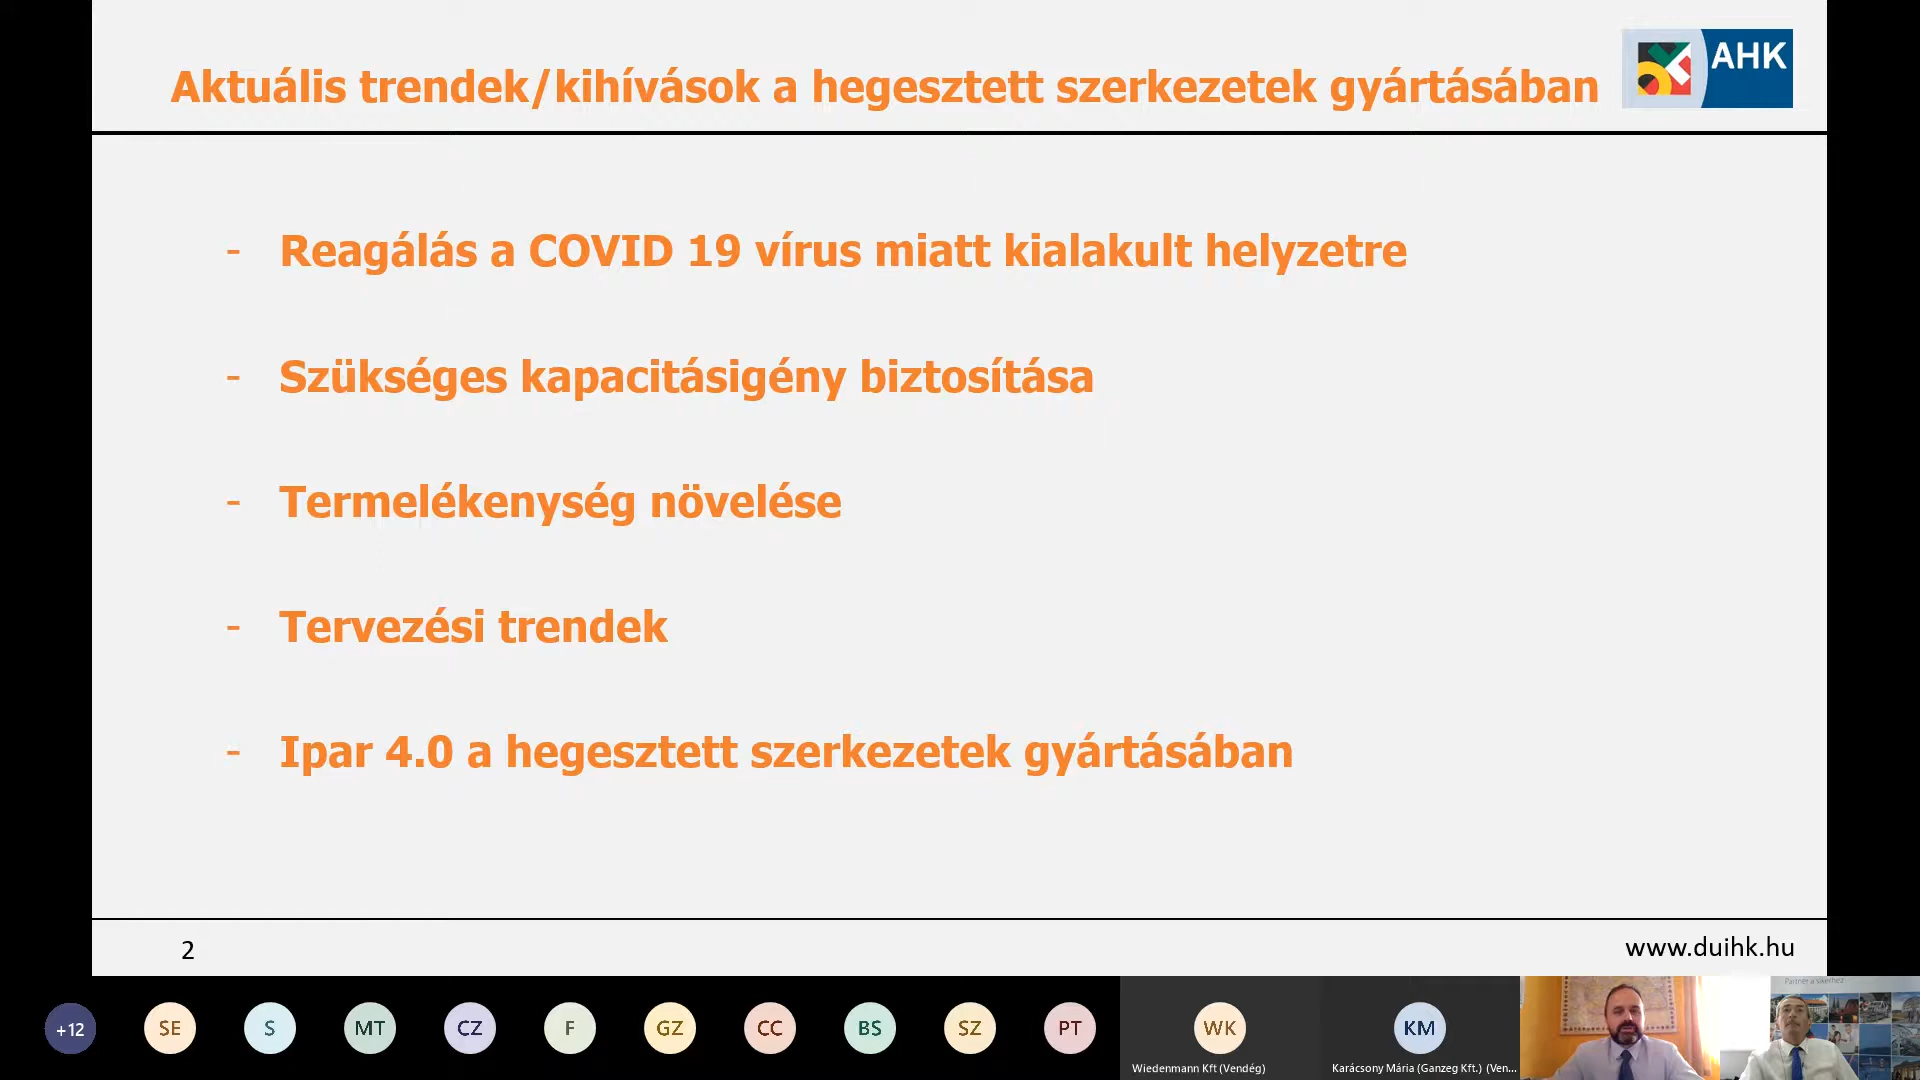 Aktuális trendek/kihívások a hegesztett szerkezetek gyártásában
AHK
- Reagálás a COVID 19 vírus miatt kialakult helyzetre
- Szükséges kapacitásigény biztosítása
- Termelékenység növelése
- Tervezési trendek
- Ipar 4.0 a hegesztett szerkezetek gyártásában
2
www.duihk.hu
+12
SE
S
MT
CZ
F
GZ
CC
BS
SZ
PT
WK
Wiedenmann Kft (Vendég)
KM
Karácsony Mária (Ganzeg Kft.) (Ven...
Partner a sikerhez